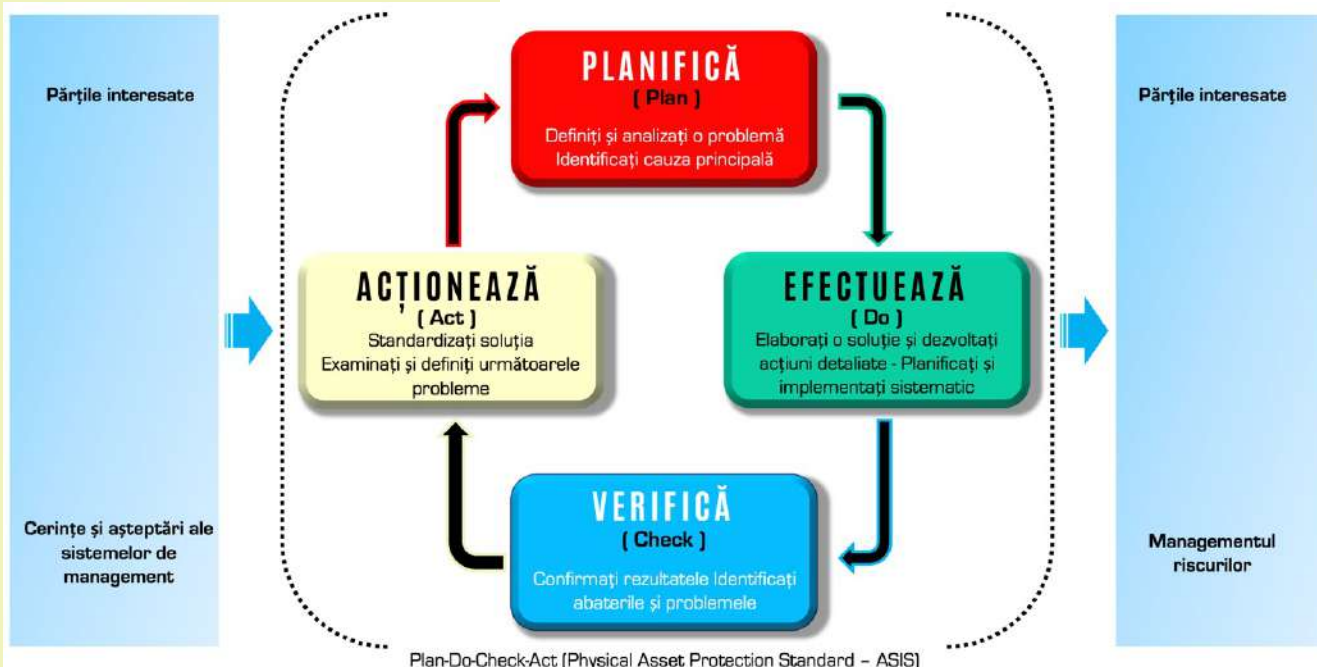 Părțile interesate
Cerințe și așteptări ale
sistemelor de
management
PLANIFICĂ
( Plan )
Definiți și analizați o problemă
Identificați cauza principală
ACȚIONEAZĂ
( Act )
Standardizați soluția
Examinați și definiți următoarele
probleme
EFECTUEAZĂ
( Do )
Elaborați o soluție și dezvoltați
acțiuni detaliate - Planificați și
implementați sistematic
VERIFICĂ
( Check )
Confirmați rezultatele Identificați
abaterile și problemele
Părțile interesate
Managementul
riscurilor
Plan-Do-Check-Act (Physical Asset Protection Standard – ASIS)